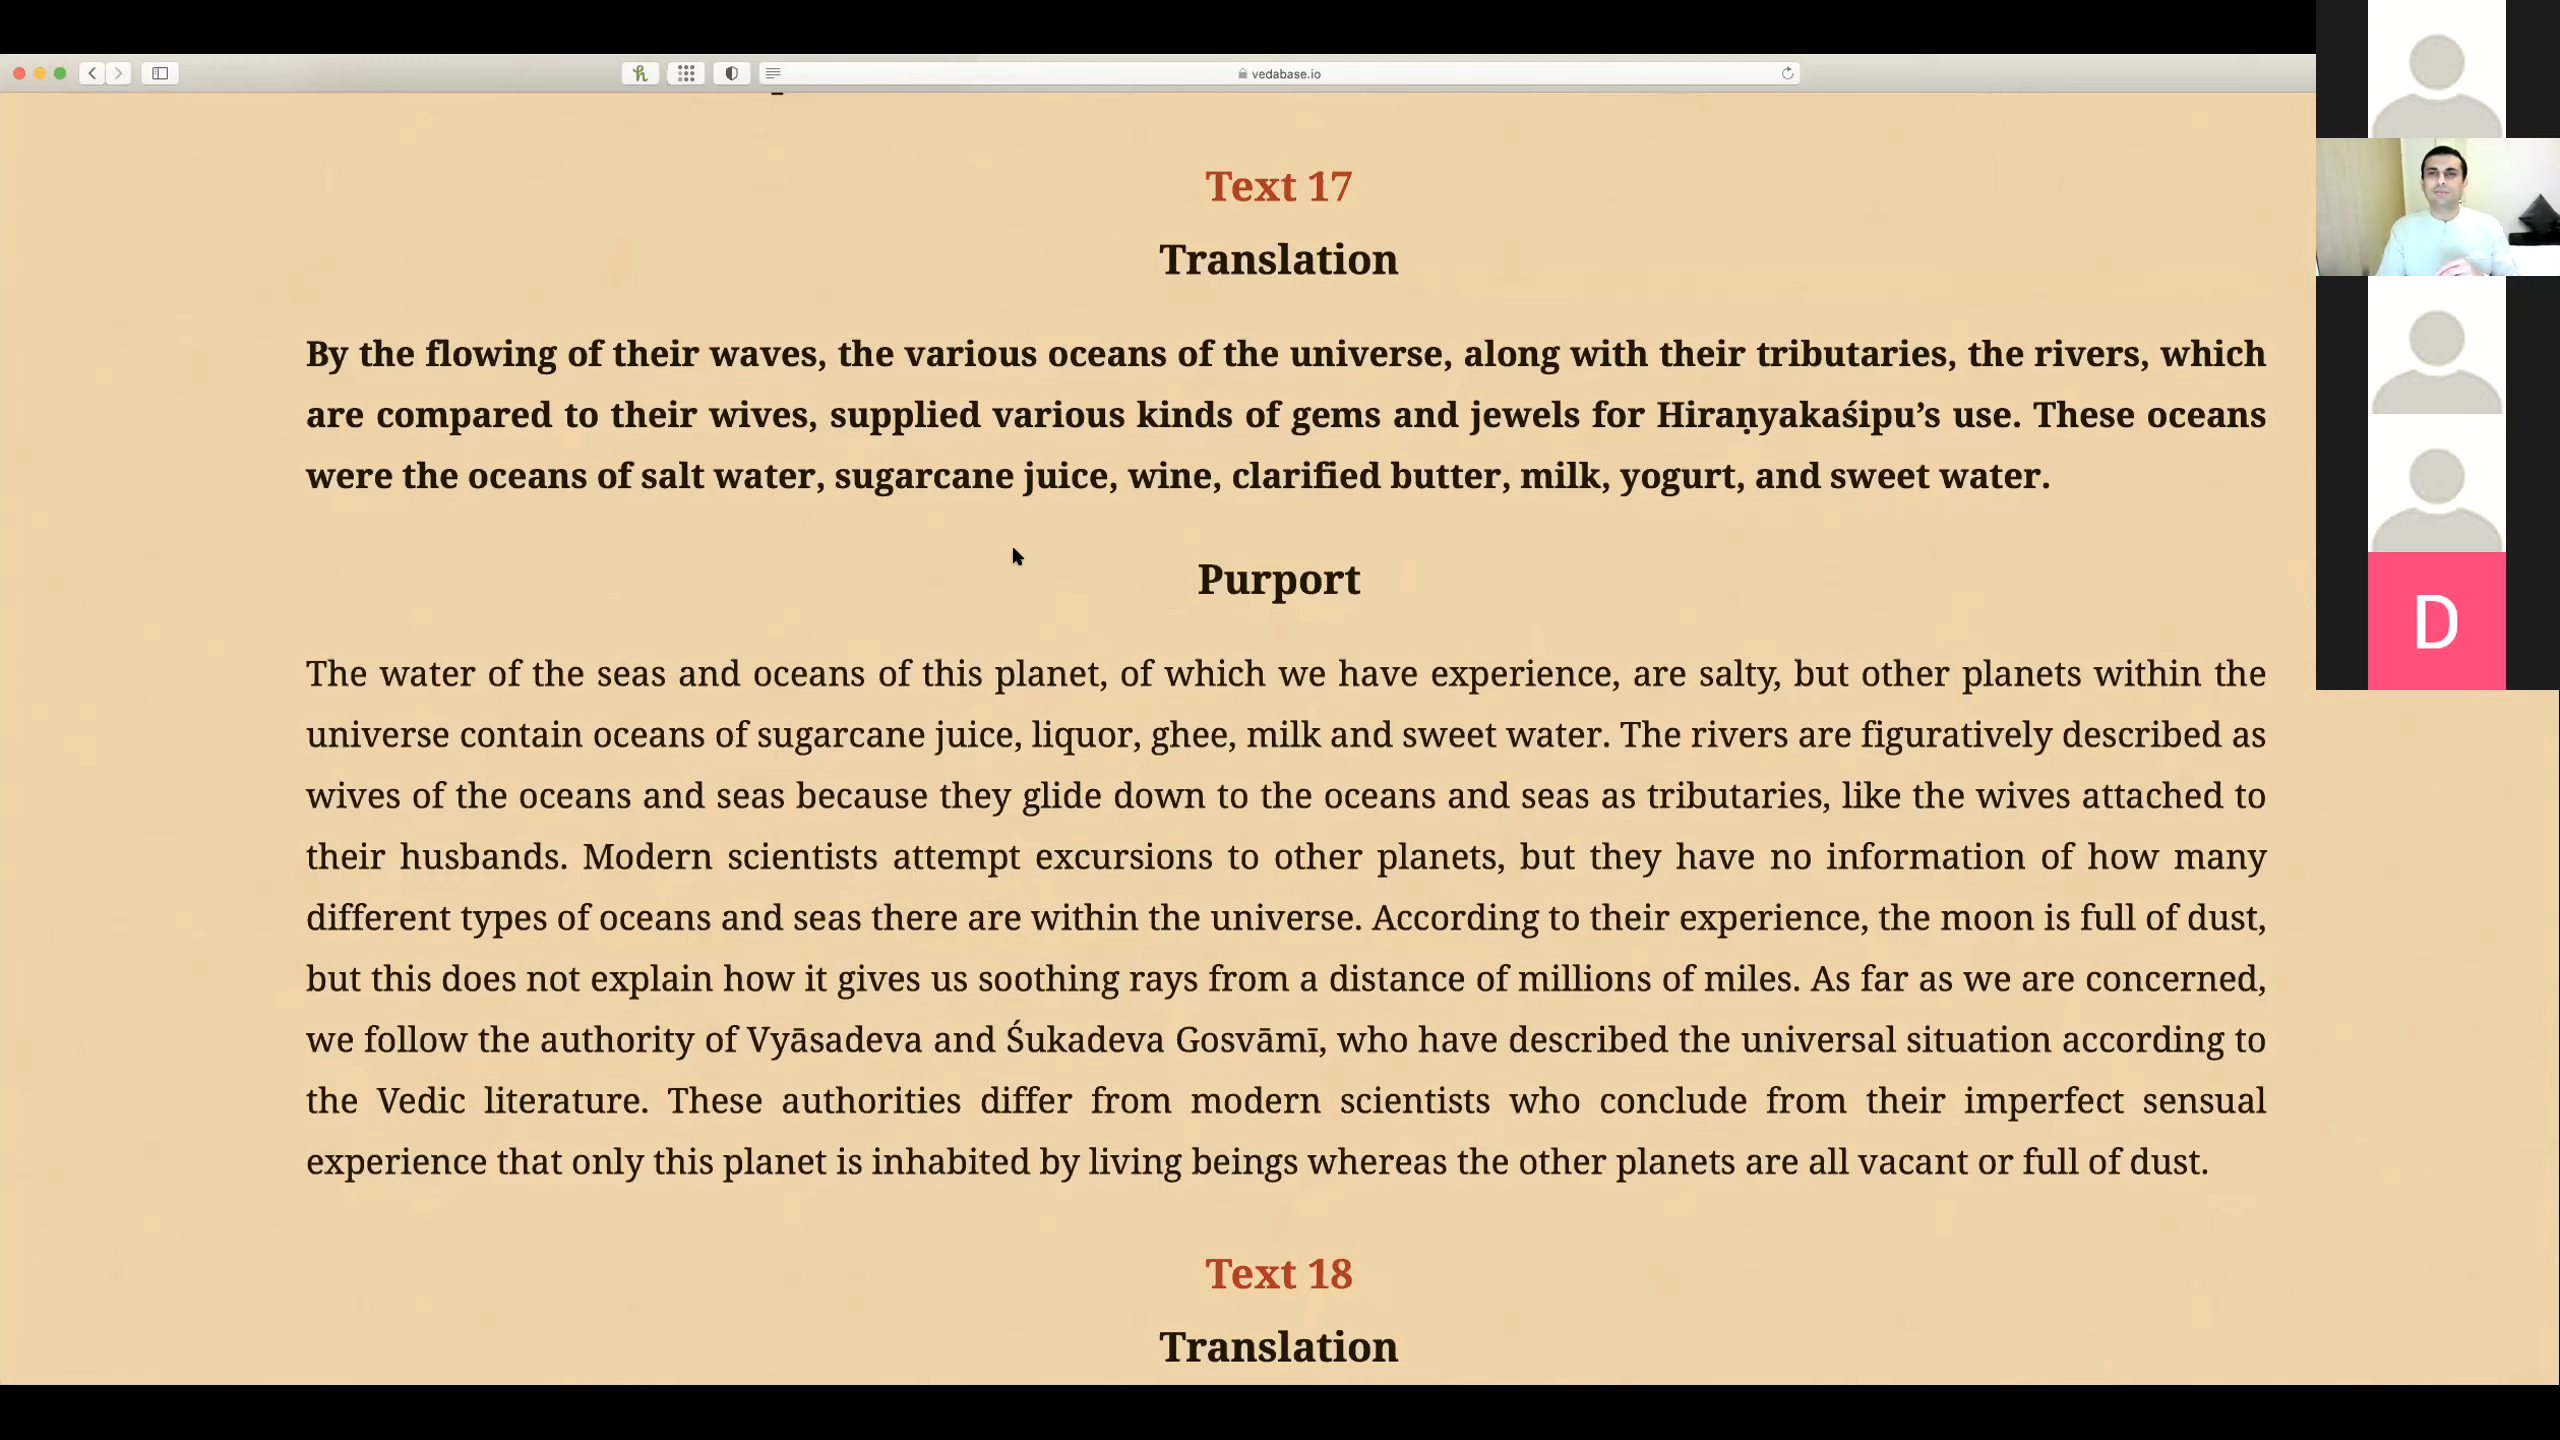 vedabase.io
Text 17
Translation
By the flowing of their waves, the various oceans of the universe, along with their tributaries, the rivers, which
are compared to their wives, supplied various kinds of gems and jewels for Hiraṇyakaśipu’s use. These oceans
were the oceans of salt water, sugarcane juice, wine, clarified butter, milk, yogurt, and sweet water.
Purport
The water of the seas and oceans of this planet, of which we have experience, are salty, but other planets within the
universe contain oceans of sugarcane juice, liquor, ghee, milk and sweet water. The rivers are figuratively described as
wives of the oceans and seas because they glide down to the oceans and seas as tributaries, like the wives attached to
their husbands. Modern scientists attempt excursions to other planets, but they have no information of how many
different types of oceans and seas there are within the universe. According to their experience, the moon is full of dust,
but this does not explain how it gives us soothing rays from a distance of millions of miles. As far as we are concerned,
we follow the authority of Vyāsadeva and Śukadeva Gosvāmī, who have described the universal situation according to
the Vedic literature. These authorities differ from modern scientists who conclude from their imperfect sensual
experience that only this planet is inhabited by living beings whereas the other planets are all vacant or full of dust.
Text 18
Translation
D